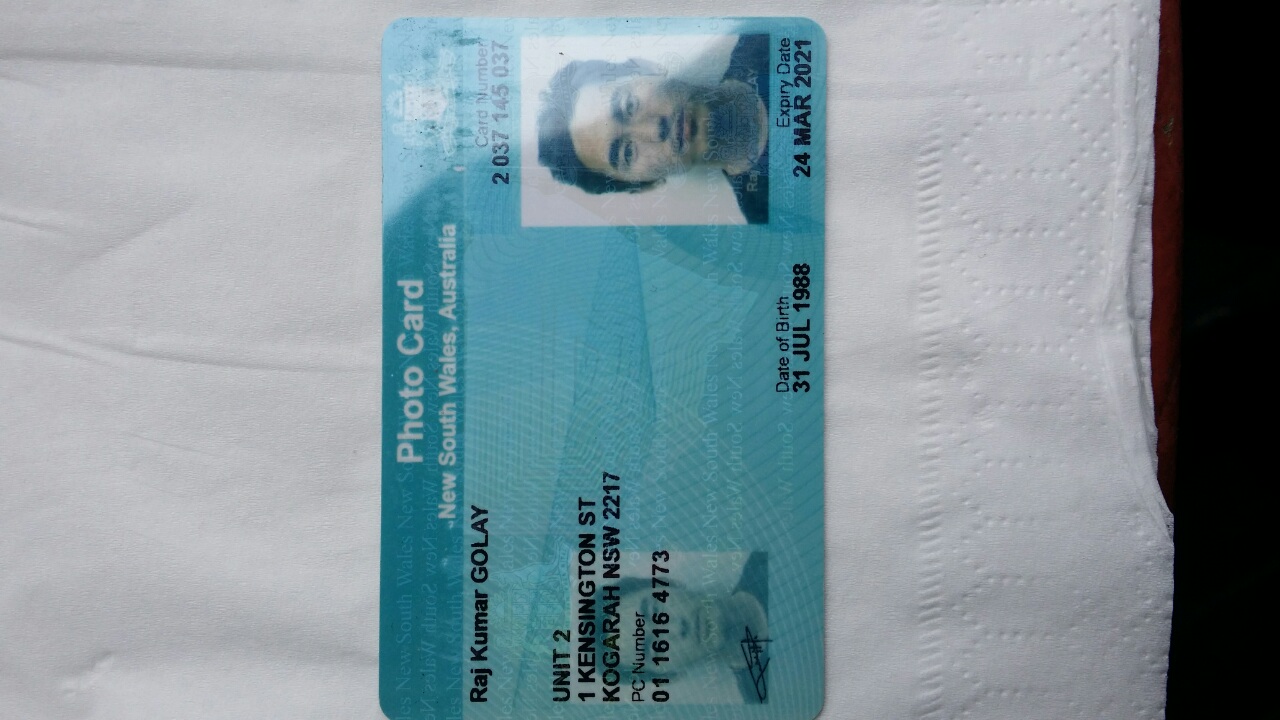 Photo Card
New South Wales, Australia
Raj Kumar GOLAY
Card Number
2 037 145 037
UNIT 2
1 KENSINGTON ST
KOGARAH NSW 2217
PC Number
01 1616 4773
Date of Birth
31 JUL 1988
Expiry Date
24 MAR 2021